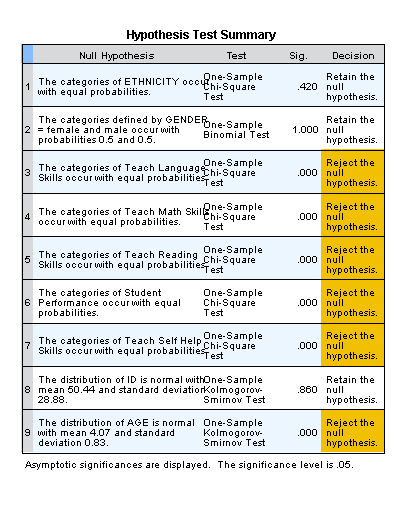 Hypothesis Test Summary
Null Hypothesis Test Sig. Decision
1 The categories of ETHNICITY occur with equal probabilities. One-Sample Chi-Square Test .420 Retain the null hypothesis.
2 The categories defined by GENDER = female and male occur with probabilities 0.5 and 0.5. One-Sample Binomial Test 1.000 Retain the null hypothesis.
3 The categories of Teach Language Skills occur with equal probabilities. One-Sample Chi-Square Test .000 Reject the null hypothesis.
4 The categories of Teach Math Skills occur with equal probabilities. One-Sample Chi-Square Test .000 Reject the null hypothesis.
5 The categories of Teach Reading Skills occur with equal probabilities. One-Sample Chi-Square Test .000 Reject the null hypothesis.
6 The categories of Student Performance occur with equal probabilities. One-Sample Chi-Square Test .000 Reject the null hypothesis.
7 The categories of Teach Self Help Skills occur with equal probabilities. One-Sample Chi-Square Test .000 Reject the null hypothesis.
8 The distribution of ID is normal with mean 50.44 and standard deviation 28.88. One-Sample Kolmogorov-Smirnov Test .860 Retain the null hypothesis.
9 The distribution of AGE is normal with mean 4.07 and standard deviation 0.83. One-Sample Kolmogorov-Smirnov Test .000 Reject the null hypothesis.
Asymptotic significances are displayed. The significance level is .05.